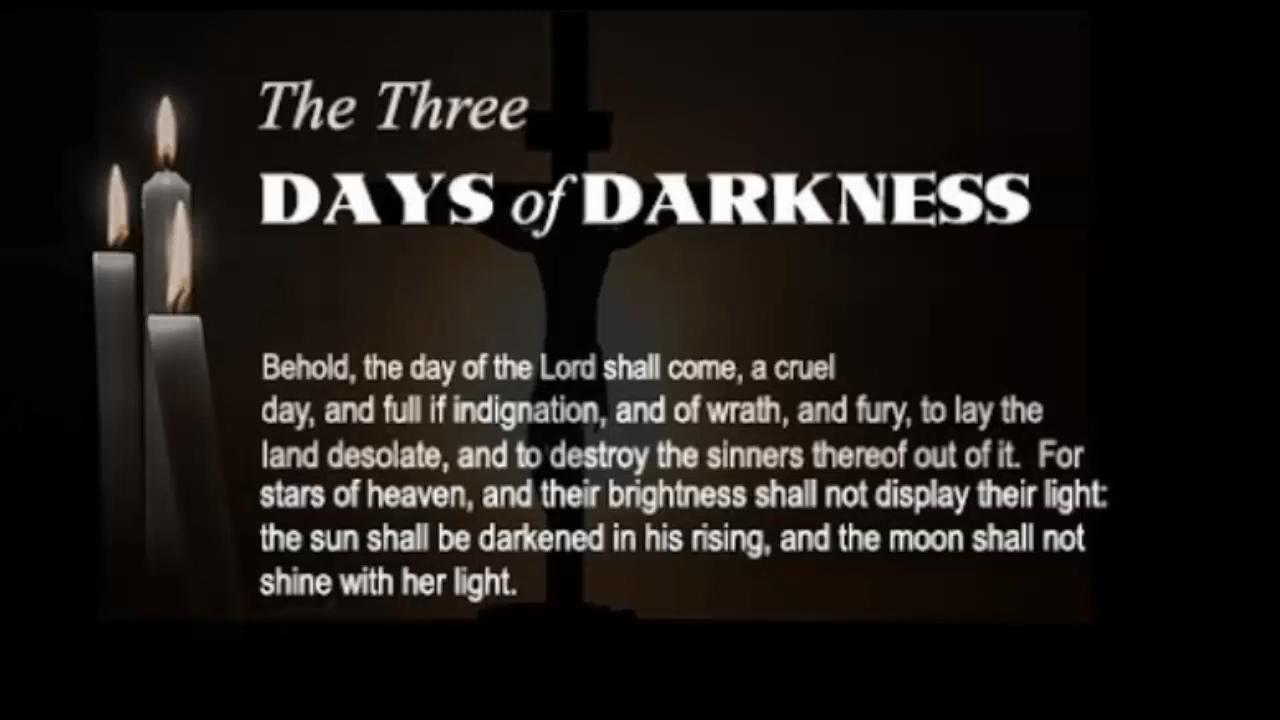 The Three
DAYS of DARKNESS
Behold, the day of the Lord shall come, a cruel
day, and full if indignation, and of wrath, and fury, to lay the
land desolate, and to destroy the sinners thereof out of it. For
stars of heaven, and their brightness shall not display their light:
the sun shall be darkened in his rising, and the moon shall not
shine with her light.